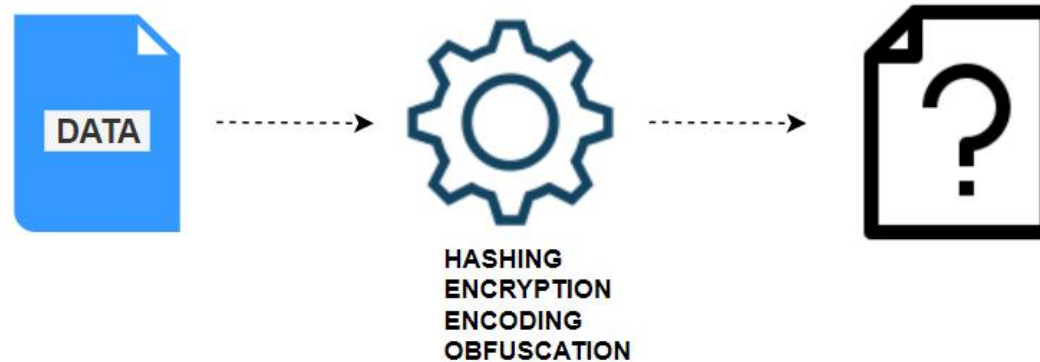 DATA
?
HASHING
ENCRYPTION
ENCODING
OBFUSCATION